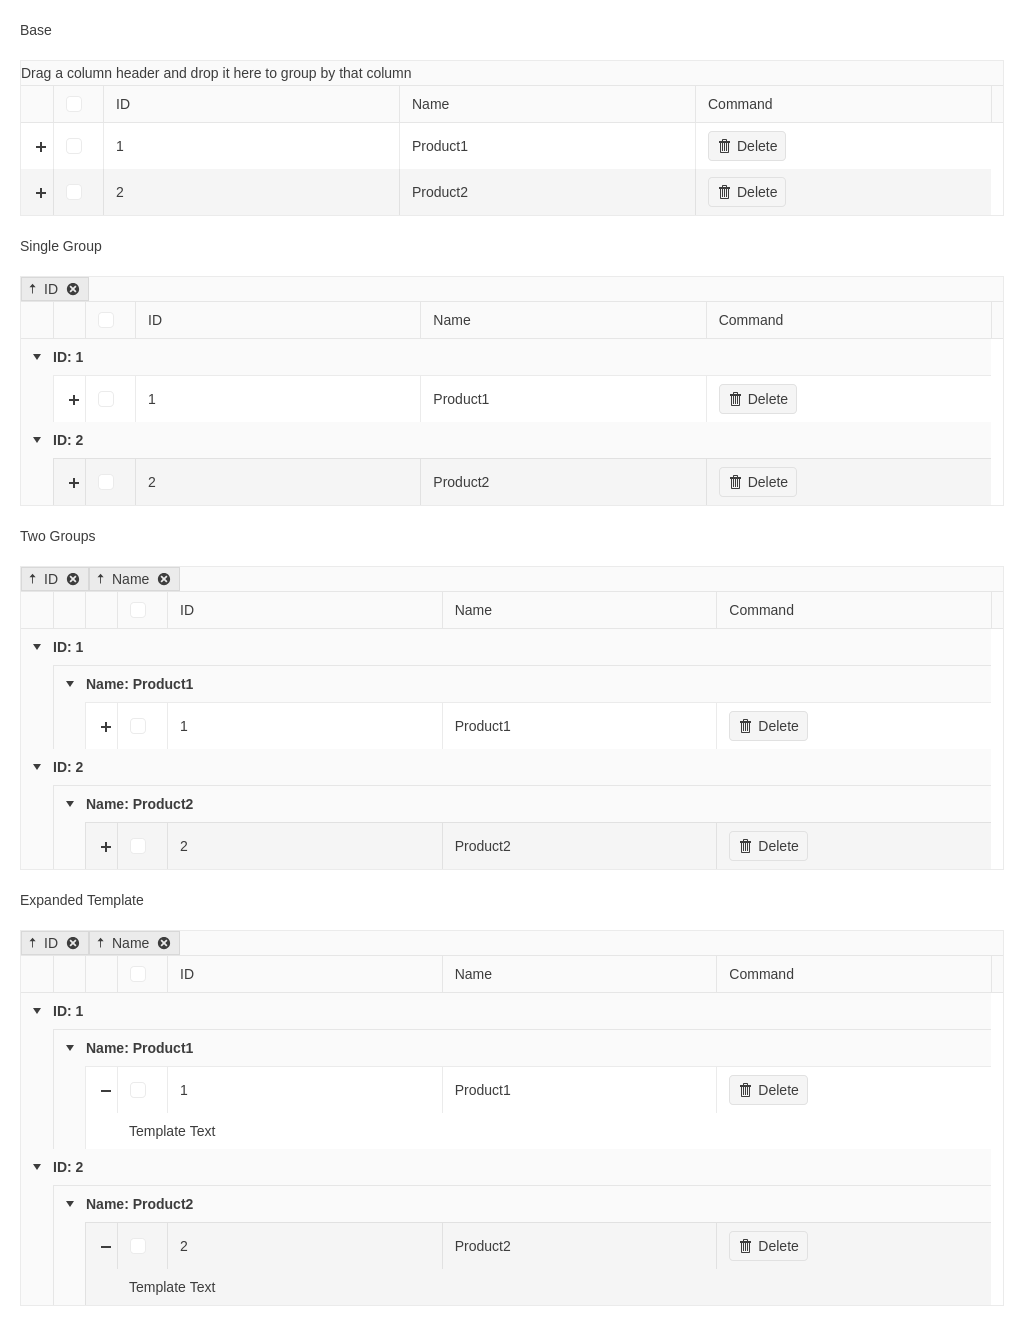 Base
Drag a column header and drop it here to group by that column
ID Name Command
1 Product1 Delete
2 Product2 Delete
Single Group
ID
ID Name Command
ID: 1
1 Product1 Delete
ID: 2
2 Product2 Delete
Two Groups
ID Name
ID Name Command
ID: 1
Name: Product1
1 Product1 Delete
ID: 2
Name: Product2
2 Product2 Delete
Expanded Template
ID Name
ID Name Command
ID: 1
Name: Product1
1 Product1 Delete
Template Text
ID: 2
Name: Product2
2 Product2 Delete
Template Text